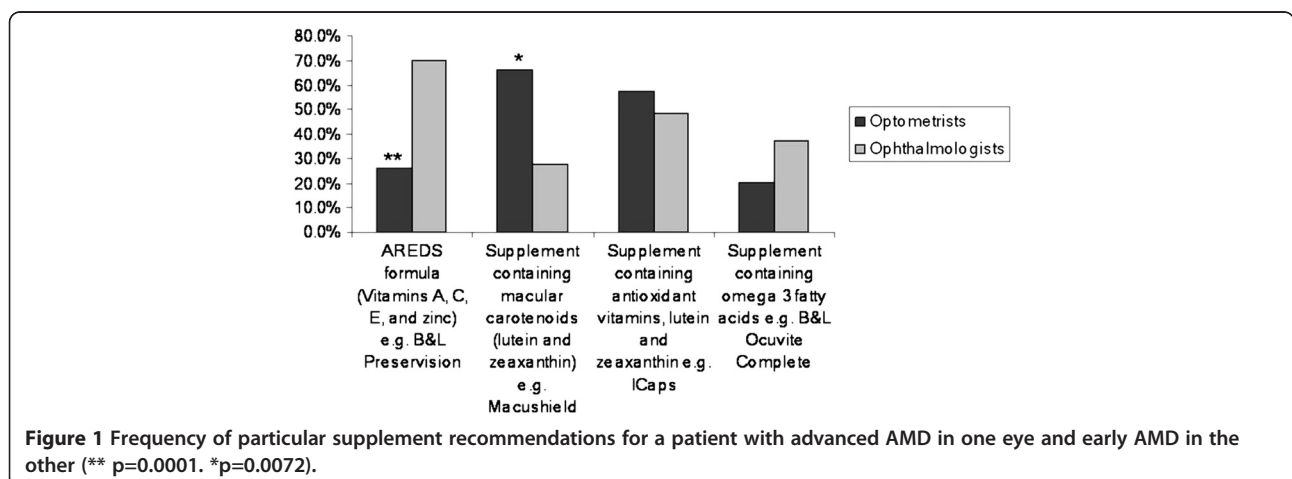 80.0%
70.0%
60.0%
50.0%
40.0%
30.0%
20.0%
10.0%
0.0%
**
*
Optometrists
Ophthalmologists
AREDS
formula
(Vitamins A, C,
E, and zinc)
e.g. B&L
Preservision
Supplement
containing
macular
carotenoids
(lutein and
zeaxanthin)
e.g.
Macushield
Supplement
containing
antioxidant
vitamins, lutein
and
zeaxanthin e.g.
ICaps
Supplement
containing
omega 3 fatty
acids e.g. B&L
Ocuvite
Complete
Figure 1 Frequency of particular supplement recommendations for a patient with advanced AMD in one eye and early AMD in the
other (** p=0.0001. *p=0.0072).